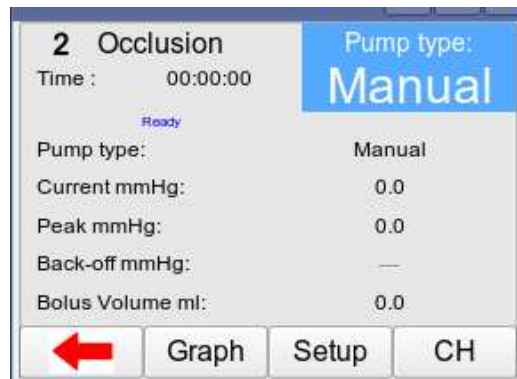 2 Occlusion
Pump type:
Manual
Time : 00:00:00
Ready
Pump type: Manual
Current mmHg: 0.0
Peak mmHg: 0.0
Back-off mmHg: ---
Bolus Volume ml: 0.0
Graph Setup CH